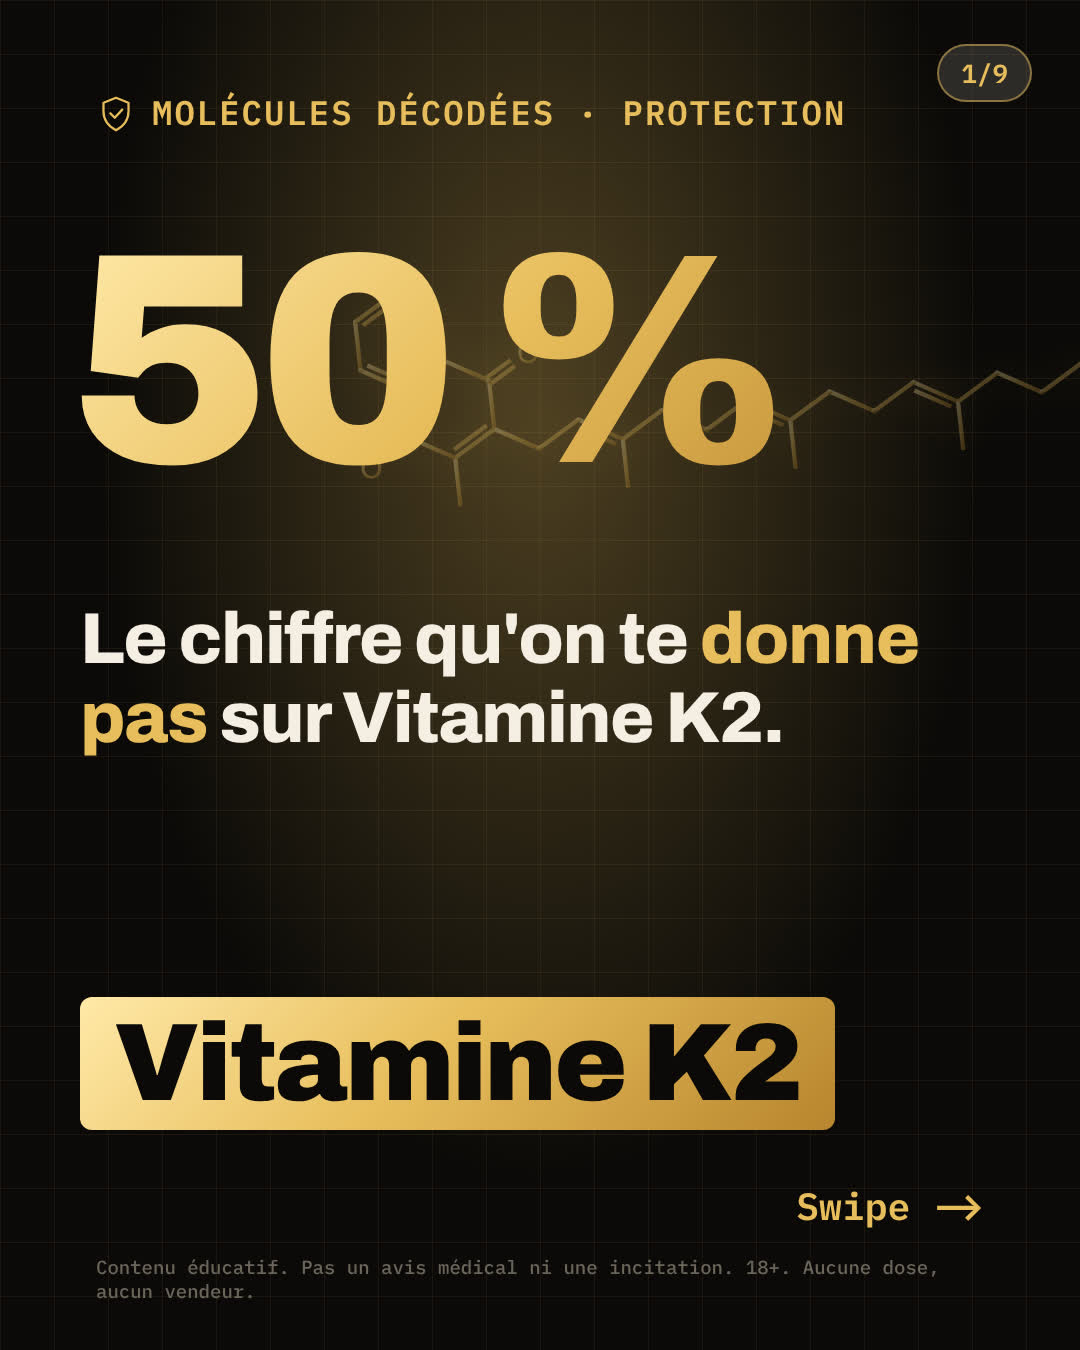 1/9
MOLÉCULES DÉCODÉES · PROTECTION
50 %
Le chiffre qu'on te donne
pas sur Vitamine K2.
Vitamine K2
Swipe →
Contenu éducatif. Pas un avis médical ni une incitation. 18+. Aucune dose,
aucun vendeur.